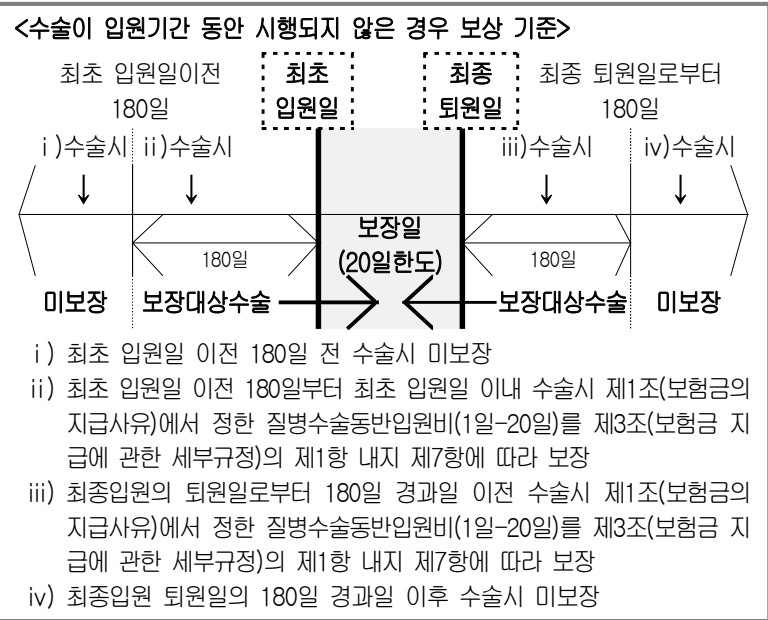 <수술이 입원기간 동안 시행되지 않은 경우 보상 기준>
최초 입원일이전 최초 최종 최종 퇴원일로부터
180일 입원일 퇴원일 180일
ⅰ)수술시 ⅱ)수술시 ⅲ)수술시 ⅳ)수술시
보장일
180일 (20일한도) 180일
미보장 보장대상수술 보장대상수술 미보장
ⅰ) 최초 입원일 이전 180일 전 수술시 미보장
ⅱ) 최초 입원일 이전 180일부터 최초 입원일 이내 수술시 제1조(보험금의
지급사유)에서 정한 질병수술동반입원비(1일-20일)를 제3조(보험금 지
급에 관한 세부규정)의 제1항 내지 제7항에 따라 보장
ⅲ) 최종입원의 퇴원일로부터 180일 경과일 이전 수술시 제1조(보험금의
지급사유)에서 정한 질병수술동반입원비(1일-20일)를 제3조(보험금 지
급에 관한 세부규정)의 제1항 내지 제7항에 따라 보장
ⅳ) 최종입원 퇴원일의 180일 경과일 이후 수술시 미보장